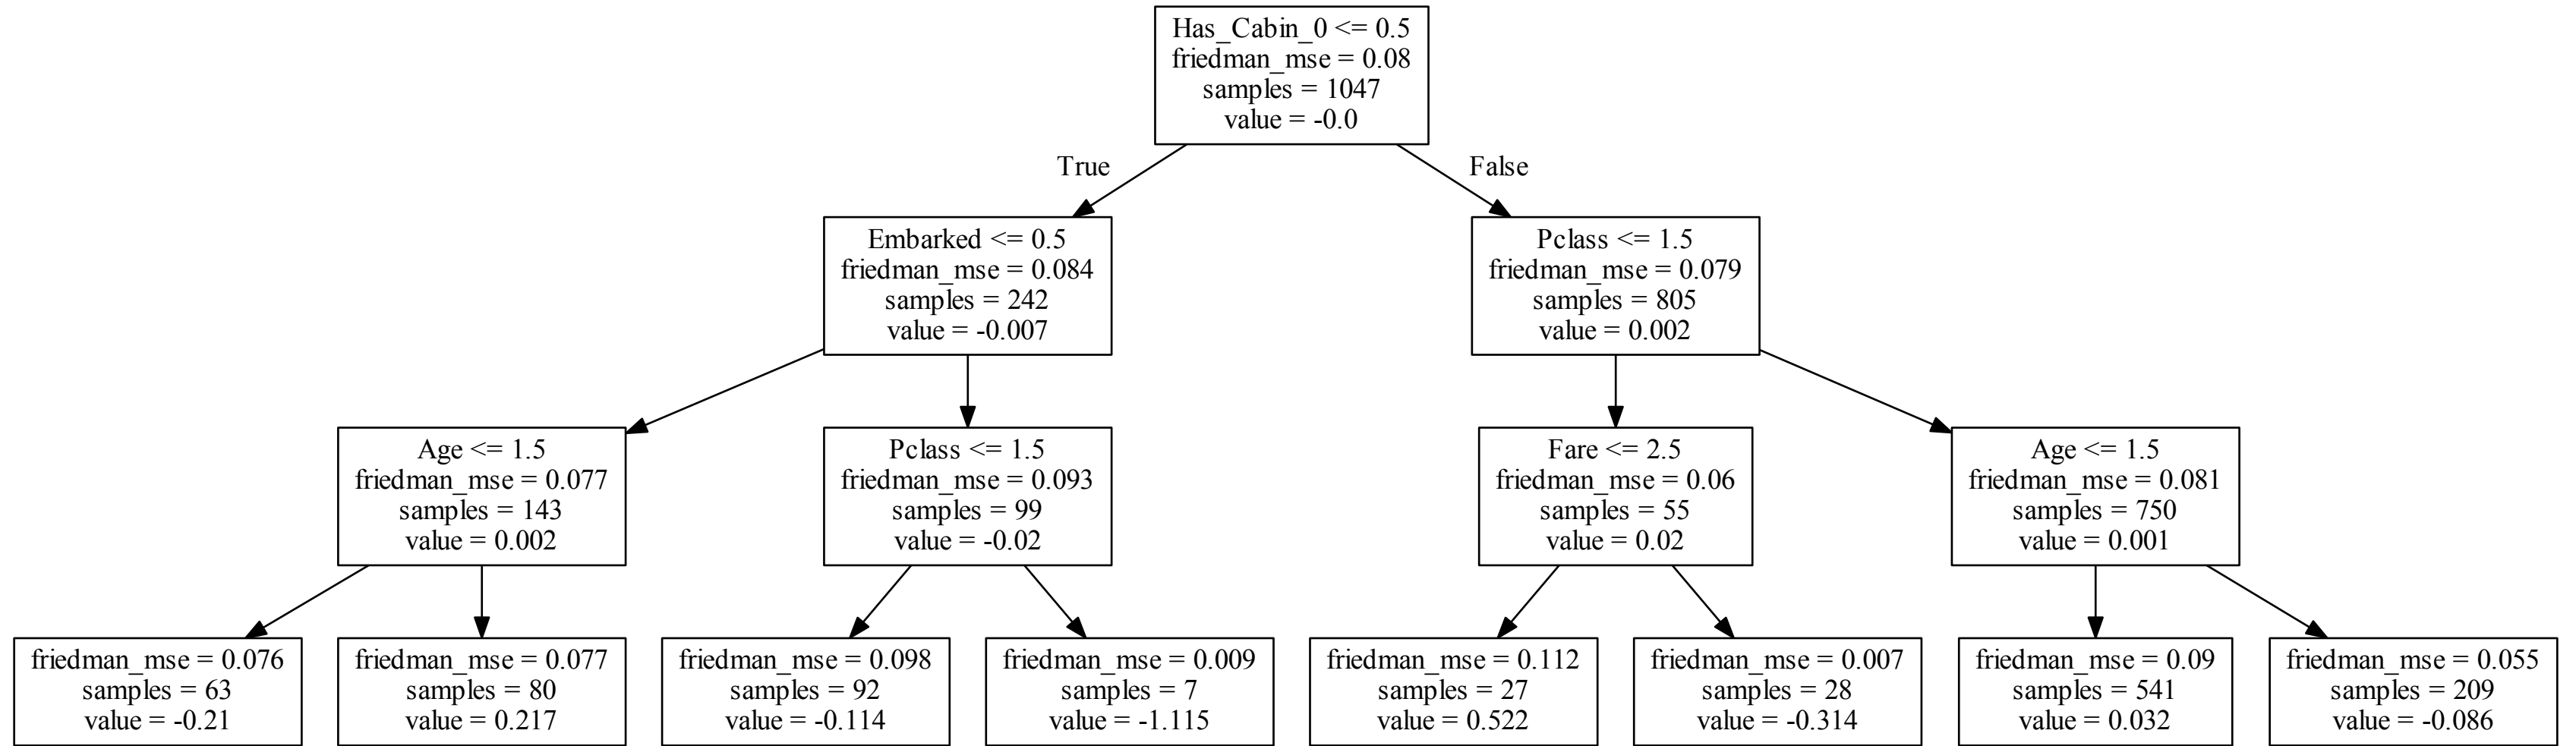 Has_Cabin_0 <= 0.5
friedman_mse = 0.08
samples = 1047
value = -0.0
True
False
Embarked <= 0.5
friedman_mse = 0.084
samples = 242
value = -0.007
Pclass <= 1.5
friedman_mse = 0.079
samples = 805
value = 0.002
Age <= 1.5
friedman_mse = 0.077
samples = 143
value = 0.002
Pclass <= 1.5
friedman_mse = 0.093
samples = 99
value = -0.02
Fare <= 2.5
friedman_mse = 0.06
samples = 55
value = 0.02
Age <= 1.5
friedman_mse = 0.081
samples = 750
value = 0.001
friedman_mse = 0.076
samples = 63
value = -0.21
friedman_mse = 0.077
samples = 80
value = 0.217
friedman_mse = 0.098
samples = 92
value = -0.114
friedman_mse = 0.009
samples = 7
value = -1.115
friedman_mse = 0.112
samples = 27
value = 0.522
friedman_mse = 0.007
samples = 28
value = -0.314
friedman_mse = 0.09
samples = 541
value = 0.032
friedman_mse = 0.055
samples = 209
value = -0.086